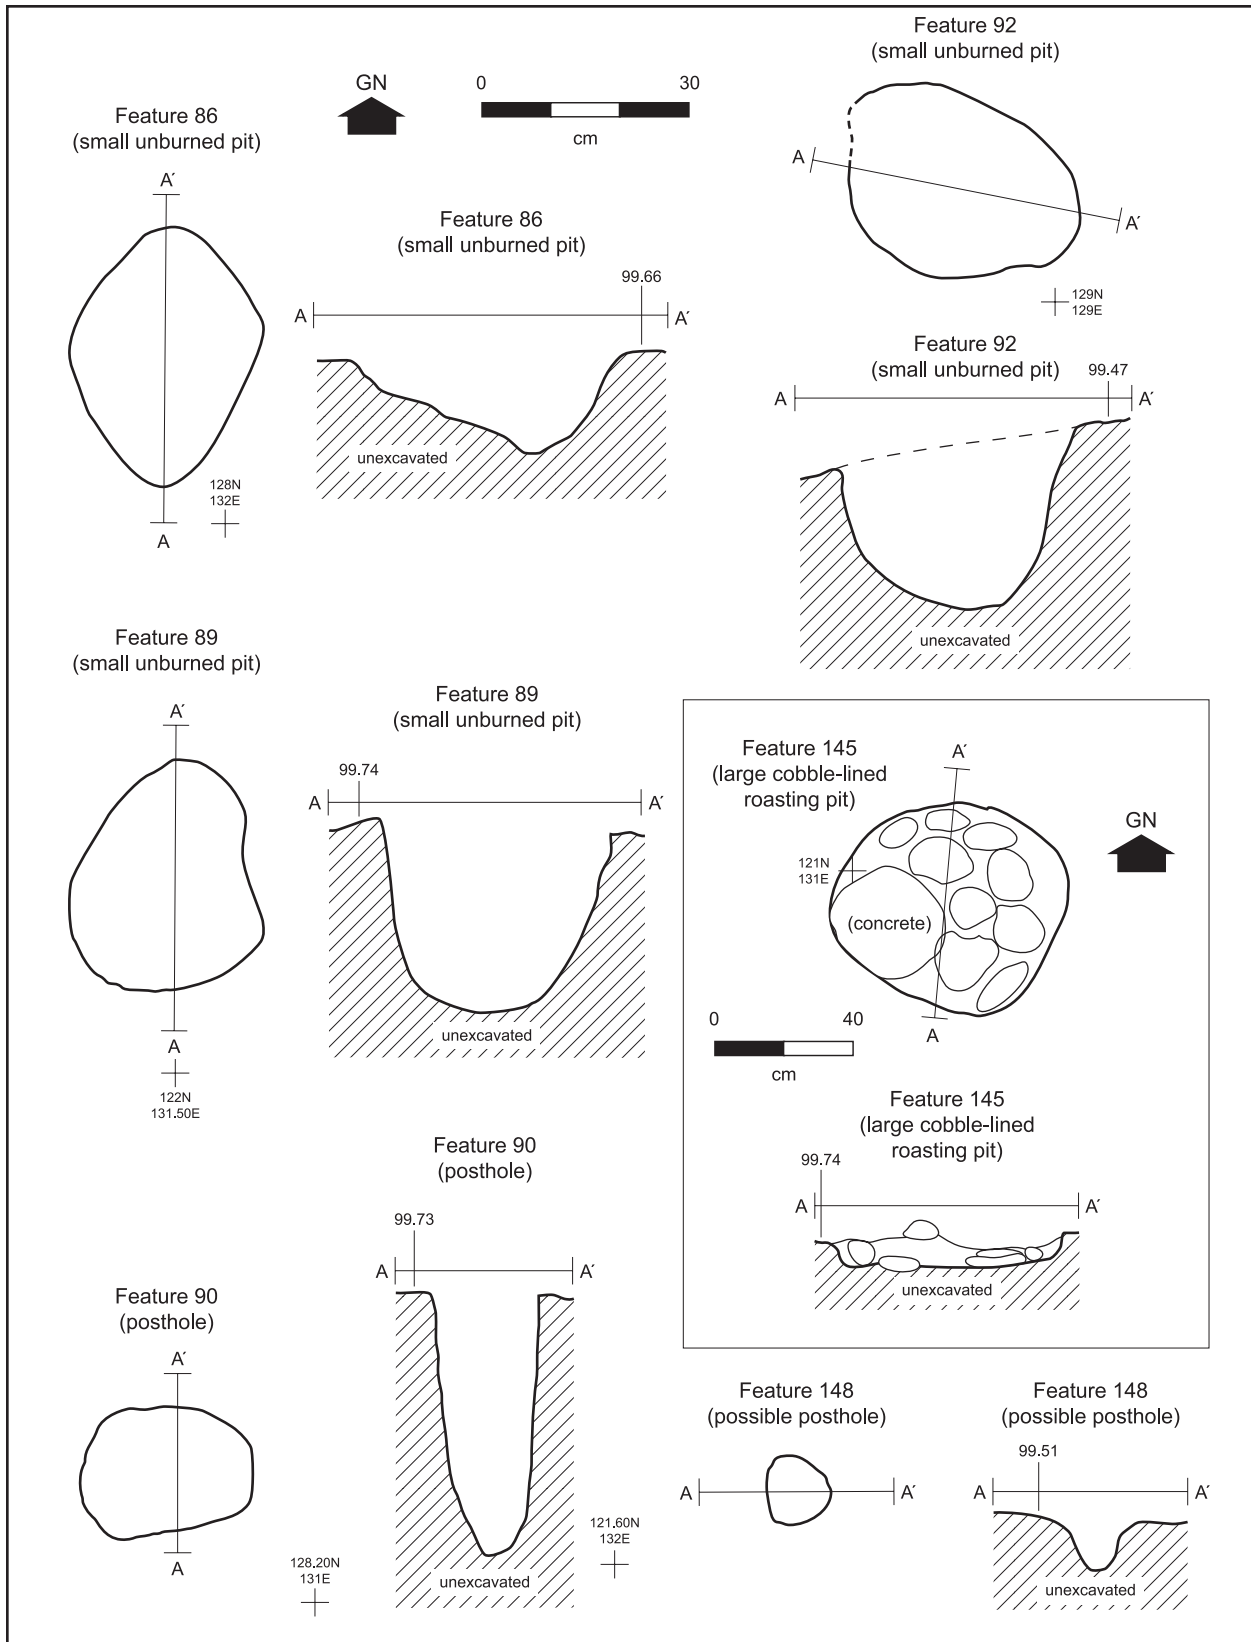 Feature 86
(small unburned pit)
A′
A
128N
132E
GN
0 30
cm
Feature 86
(small unburned pit)
99.66
A A′
unexcavated
Feature 92
(small unburned pit)
A
A′
129N
129E
Feature 92
(small unburned pit)
99.47
A A′
unexcavated
Feature 89
(small unburned pit)
A′
A
122N
131.50E
Feature 89
(small unburned pit)
99.74
A A′
unexcavated
Feature 145
(large cobble-lined
roasting pit)
A′
GN
121N
131E
(concrete)
A
0 40
cm
Feature 145
(large cobble-lined
roasting pit)
99.74
A A′
unexcavated
Feature 90
(posthole)
A′
A
128.20N
131E
Feature 90
(posthole)
99.73
A A′
unexcavated
121.60N
132E
Feature 148
(possible posthole)
A A′
Feature 148
(possible posthole)
99.51
A A′
unexcavated